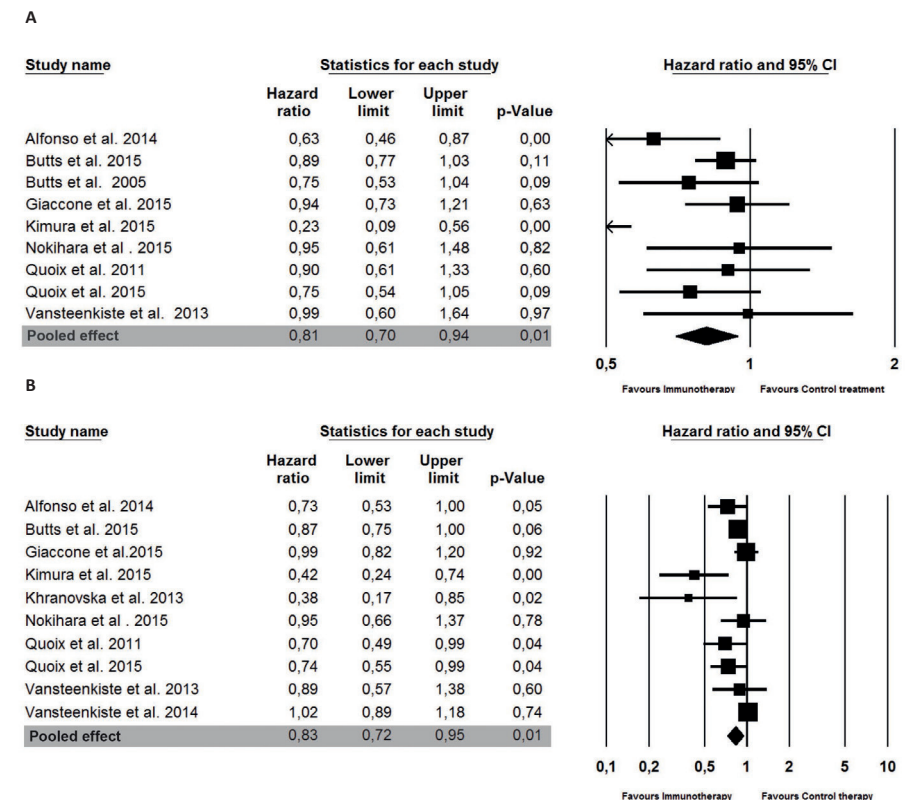 A
Study name Statistics for each study Hazard ratio and 95% CI
Hazard ratio Lower limit Upper limit p-Value
Alfonso et al. 2014 0,63 0,46 0,87 0,00
Butts et al. 2015 0,89 0,77 1,03 0,11
Butts et al. 2005 0,75 0,53 1,04 0,09
Giaccone et al. 2015 0,94 0,73 1,21 0,63
Kimura et al. 2015 0,23 0,09 0,56 0,00
Nokihara et al . 2015 0,95 0,61 1,48 0,82
Quoix et al. 2011 0,90 0,61 1,33 0,60
Quoix et al. 2015 0,75 0,54 1,05 0,09
Vansteenkiste et al. 2013 0,99 0,60 1,64 0,97
Pooled effect 0,81 0,70 0,94 0,01
0,5 1 2
Favours Immunotherapy Favours Control treatment
B
Study name Statistics for each study Hazard ratio and 95% CI
Hazard ratio Lower limit Upper limit p-Value
Alfonso et al. 2014 0,73 0,53 1,00 0,05
Butts et al. 2015 0,87 0,75 1,00 0,06
Giaccone et al.2015 0,99 0,82 1,20 0,92
Kimura et al. 2015 0,42 0,24 0,74 0,00
Khranovska et al. 2013 0,38 0,17 0,85 0,02
Nokihara et al . 2015 0,95 0,66 1,37 0,78
Quoix et al. 2011 0,70 0,49 0,99 0,04
Quoix et al. 2015 0,74 0,55 0,99 0,04
Vansteenkiste et al. 2013 0,89 0,57 1,38 0,60
Vansteenkiste et al. 2014 1,02 0,89 1,18 0,74
Pooled effect 0,83 0,72 0,95 0,01
0,1 0,2 0,5 1 2 5 10
Favours Immunotherapy Favours Control therapy